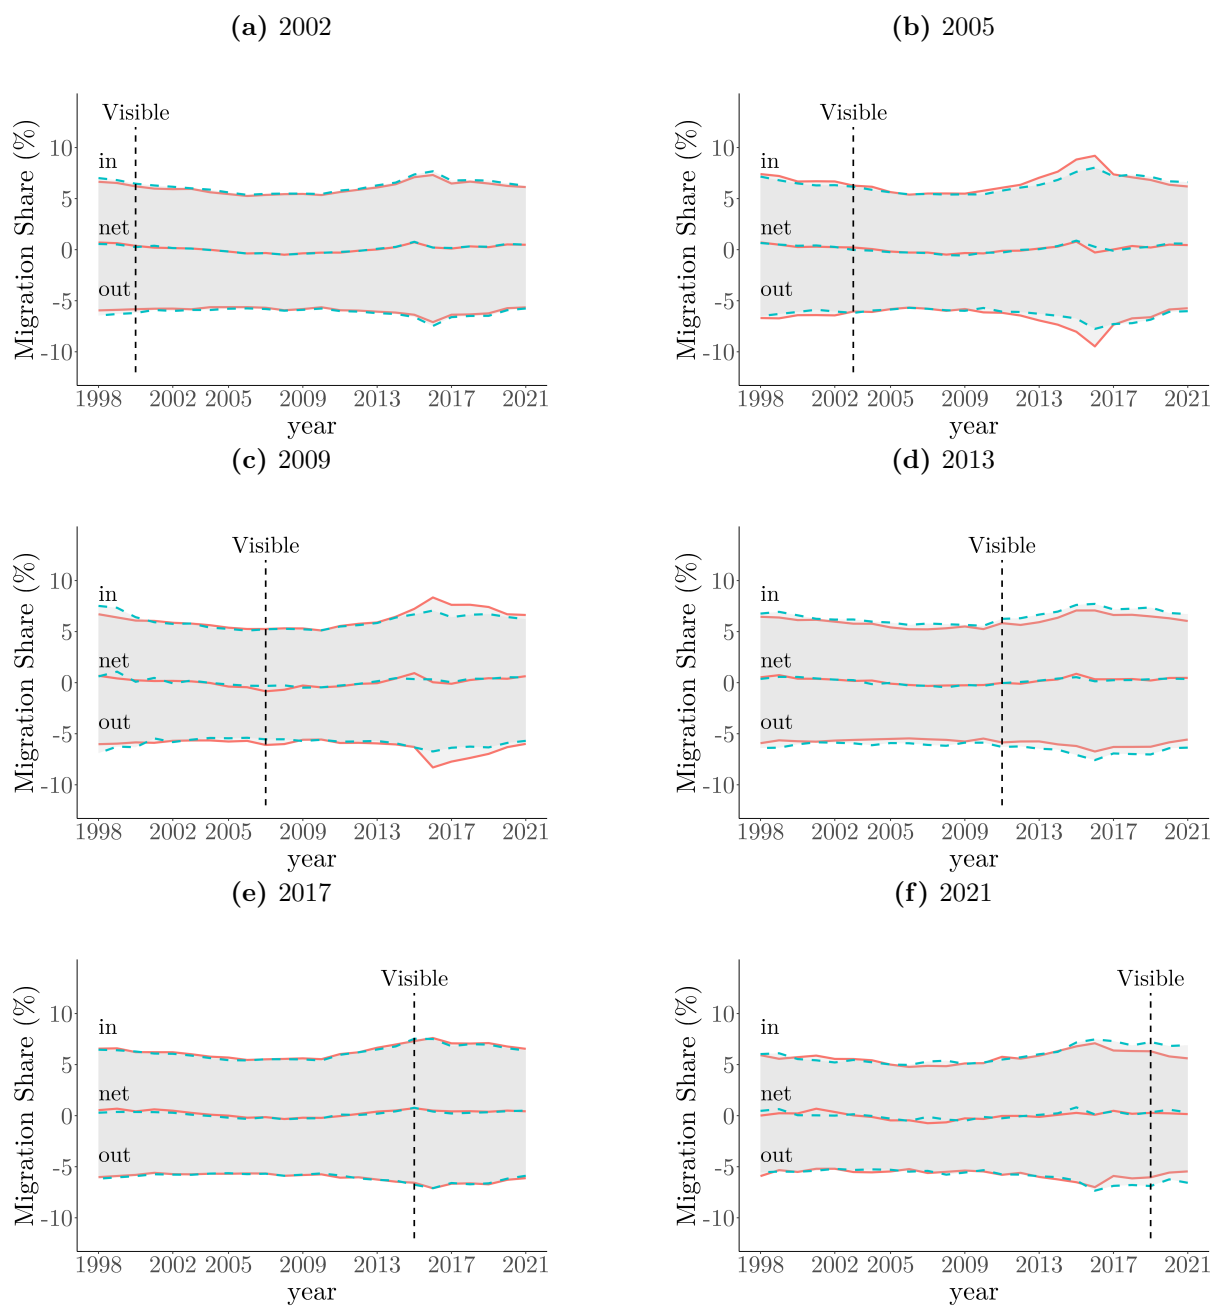 (a) 2002
Visible
Migration Share (%)
10
5
0
-5
-10
in
net
out
1998 2002 2005 2009 2013 2017 2021
year
(b) 2005
Visible
Migration Share (%)
10
5
0
-5
-10
in
net
out
1998 2002 2005 2009 2013 2017 2021
year
(c) 2009
Visible
Migration Share (%)
10
5
0
-5
-10
in
net
out
1998 2002 2005 2009 2013 2017 2021
year
(d) 2013
Visible
Migration Share (%)
10
5
0
-5
-10
in
net
out
1998 2002 2005 2009 2013 2017 2021
year
(e) 2017
Visible
Migration Share (%)
10
5
0
-5
-10
in
net
out
1998 2002 2005 2009 2013 2017 2021
year
(f) 2021
Visible
Migration Share (%)
10
5
0
-5
-10
in
net
out
1998 2002 2005 2009 2013 2017 2021
year